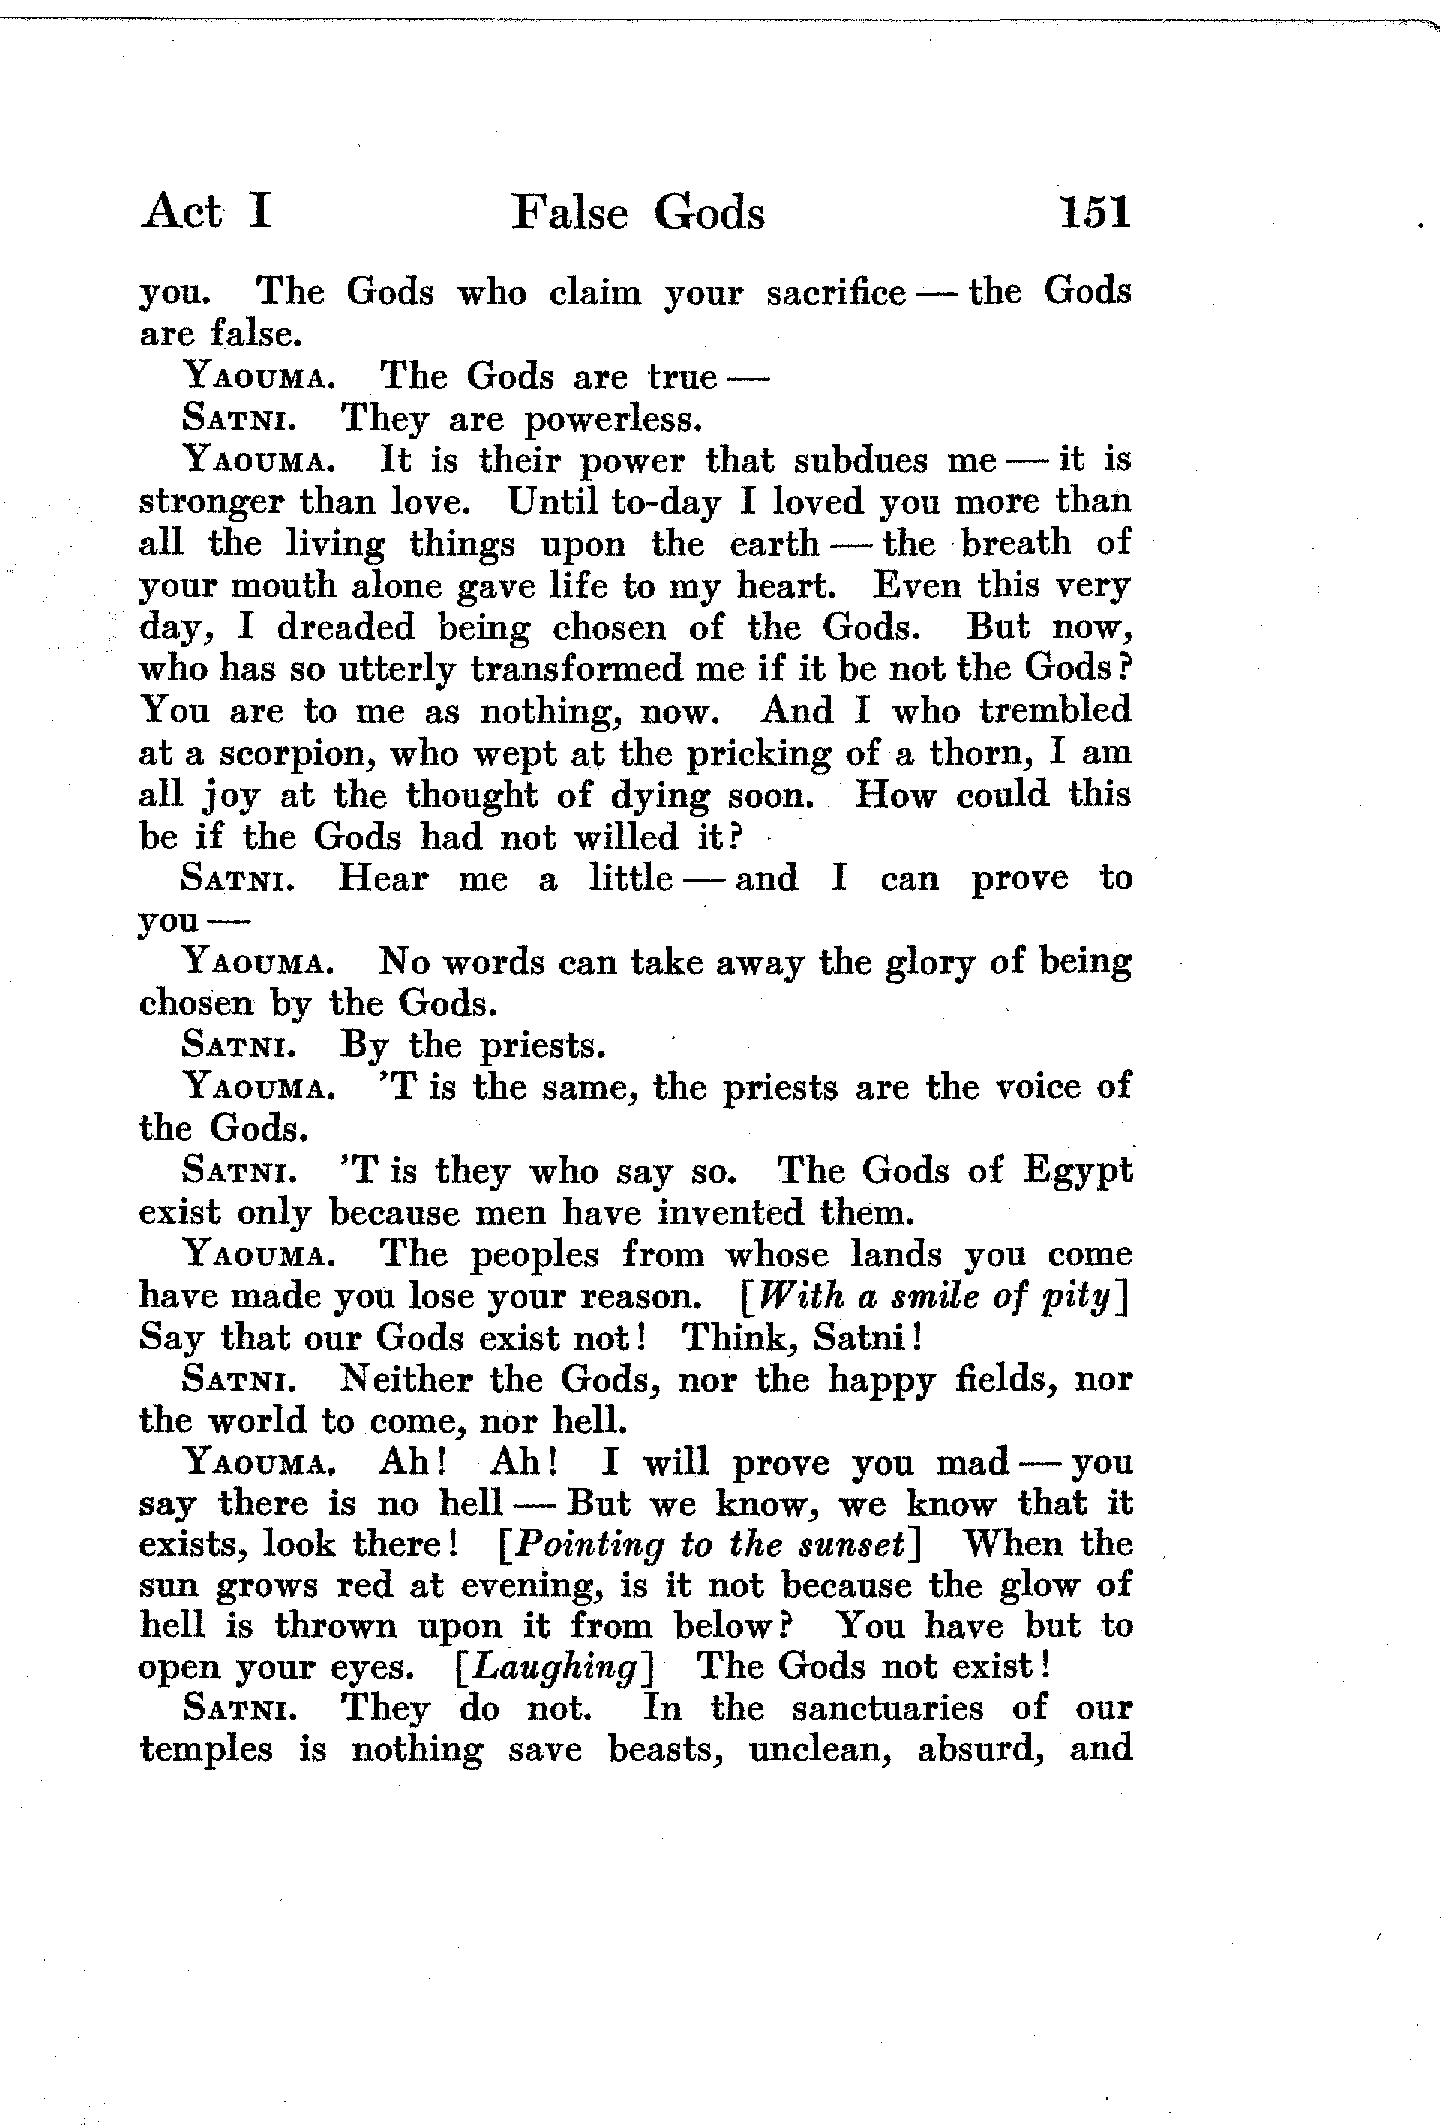 Act I False Gods 151
you. The Gods who claim your sacrifice — the Gods
are false.
YAOUMA. The Gods are true —
SATNI. They are powerless.
YAOUMA. It is their power that subdues me — it is
stronger than love. Until to-day I loved you more than
all the living things upon the earth — the breath of
your mouth alone gave life to my heart. Even this very
day, I dreaded being chosen of the Gods. But now,
who has so utterly transformed me if it be not the Gods?
You are to me as nothing, now. And I who trembled
at a scorpion, who wept at the pricking of a thorn, I am
all joy at the thought of dying soon. How could this
be if the Gods had not willed it?
SATNI. Hear me a little — and I can prove to
you —
YAOUMA. No words can take away the glory of being
chosen by the Gods.
SATNI. By the priests.
YAOUMA. 'T is the same, the priests are the voice of
the Gods.
SATNI. 'T is they who say so. The Gods of Egypt
exist only because men have invented them.
YAOUMA. The peoples from whose lands you come
have made you lose your reason. [With a smile of pity]
Say that our Gods exist not! Think, Satni!
SATNI. Neither the Gods, nor the happy fields, nor
the world to come, nor hell.
YAOUMA. Ah! Ah! I will prove you mad — you
say there is no hell — But we know, we know that it
exists, look there! [Pointing to the sunset] When the
sun grows red at evening, is it not because the glow of
hell is thrown upon it from below? You have but to
open your eyes. [Laughing] The Gods not exist!
SATNI. They do not. In the sanctuaries of our
temples is nothing save beasts, unclean, absurd, and